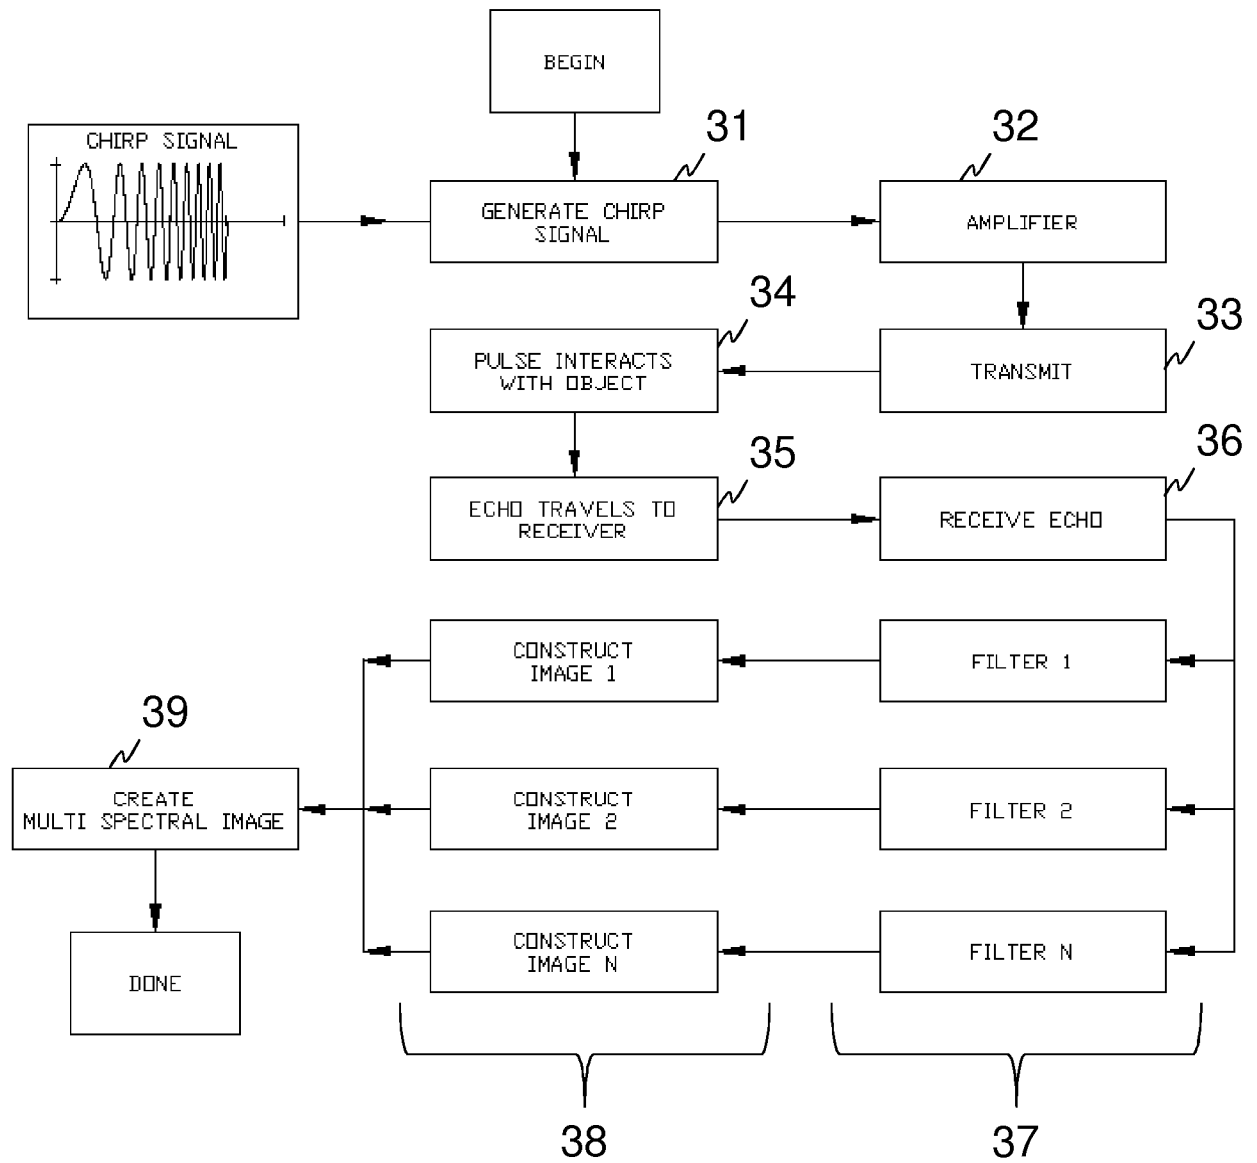 BEGIN
CHIRP SIGNAL
31
GENERATE CHIRP
SIGNAL
32
AMPLIFIER
34
PULSE INTERACTS
WITH OBJECT
33
TRANSMIT
35
ECHO TRAVELS TO
RECEIVER
36
RECEIVE ECHO
CONSTRUCT
IMAGE 1
FILTER 1
39
CREATE
MULTI SPECTRAL IMAGE
CONSTRUCT
IMAGE 2
FILTER 2
DONE
CONSTRUCT
IMAGE N
FILTER N
38
37